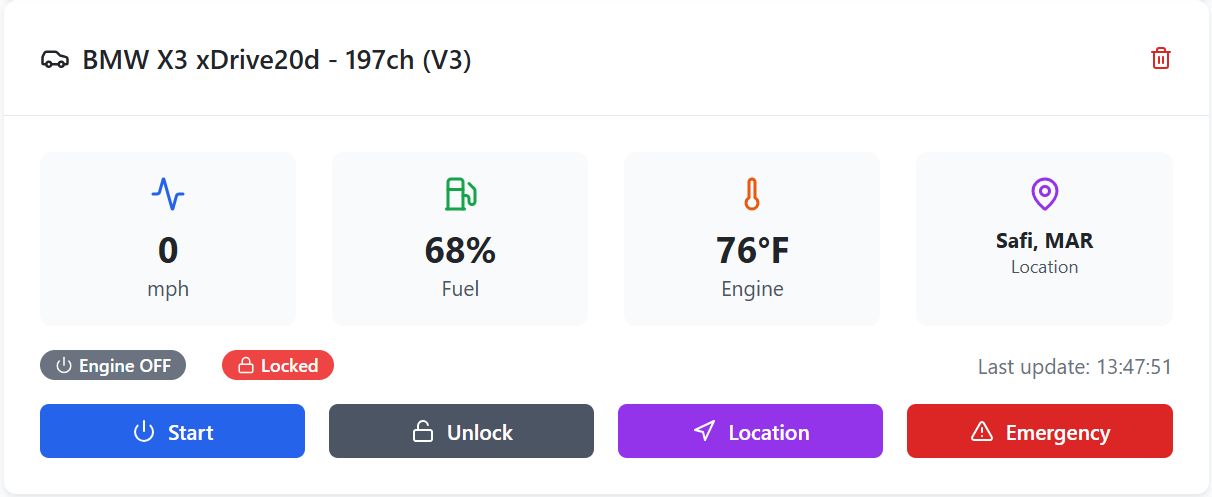 BMW X3 xDrive20d - 197ch (V3)
0
mph
68%
Fuel
76°F
Engine
Safi, MAR
Location
Engine OFF
Locked
Last update: 13:47:51
Start
Unlock
Location
Emergency